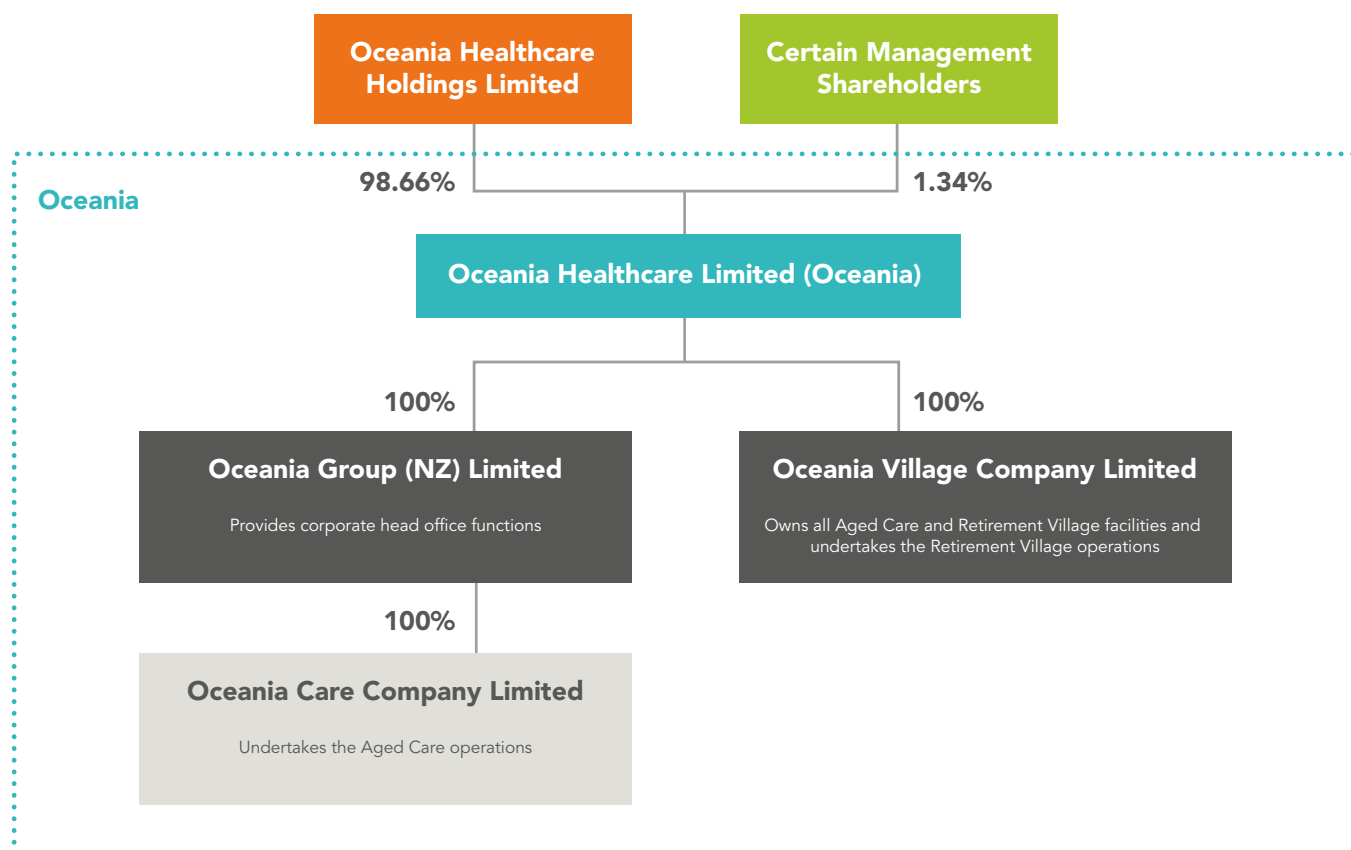 Oceania Healthcare
Holdings Limited
Certain Management
Shareholders
98.66%
1.34%
Oceania
Oceania Healthcare Limited (Oceania)
100%
100%
Oceania Group (NZ) Limited
Provides corporate head office functions
Oceania Village Company Limited
Owns all Aged Care and Retirement Village facilities and
undertakes the Retirement Village operations
100%
Oceania Care Company Limited
Undertakes the Aged Care operations